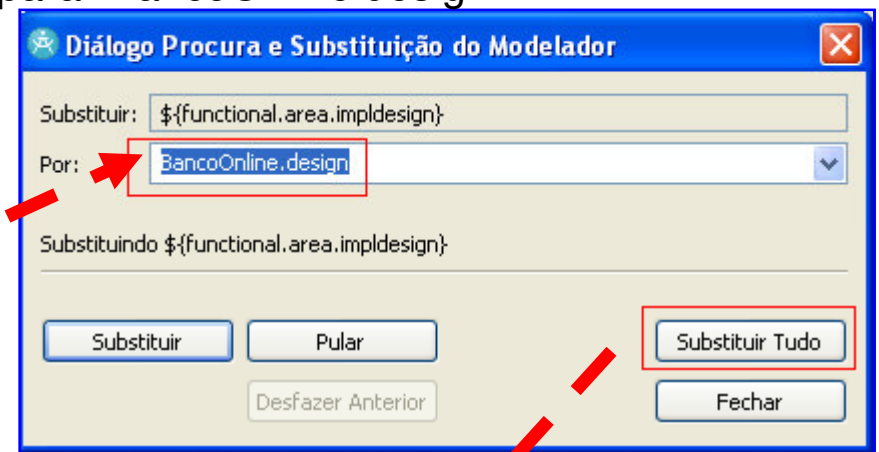 Diálogo Procura e Substituição do Modelador
Substituir: ${functional.area.impldesign}
Por: BancoOnline.design
Substituindo ${functional.area.impldesign}
Substituir Pular Substituir Tudo
Desfazer Anterior Fechar